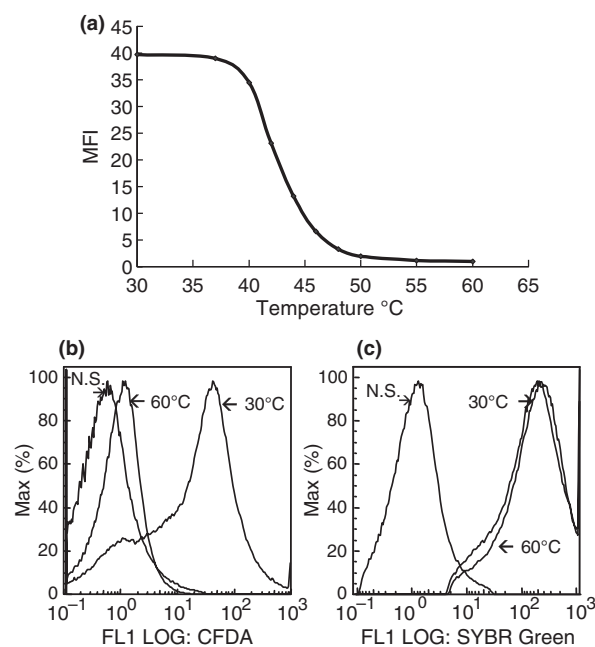 (a)
45
40
35
30
25
20
15
10
5
0
MFI
30 35 40 45 50 55 60 65
Temperature °C
(b)
100
80
60
40
20
0
Max (%)
N.S.
60°C
30°C
10⁻¹ 10⁰ 10¹ 10² 10³
FL1 LOG: CFDA
(c)
100
80
60
40
20
0
Max (%)
N.S.
30°C
60°C
10⁻¹ 10⁰ 10¹ 10² 10³
FL1 LOG: SYBR Green